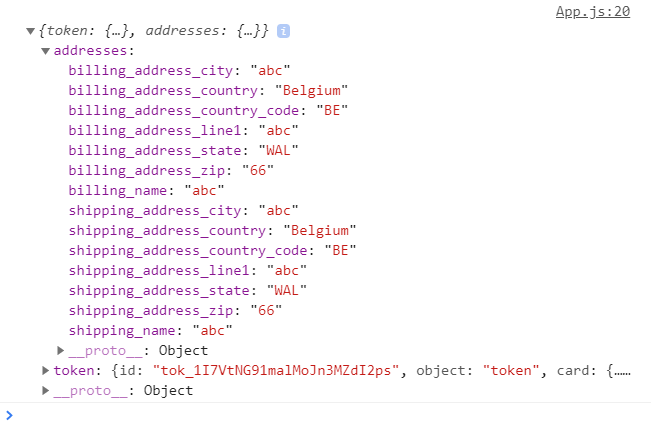 App.js:20
▼{token: {…}, addresses: {…}} i
▼addresses:
billing_address_city: "abc"
billing_address_country: "Belgium"
billing_address_country_code: "BE"
billing_address_line1: "abc"
billing_address_state: "WAL"
billing_address_zip: "66"
billing_name: "abc"
shipping_address_city: "abc"
shipping_address_country: "Belgium"
shipping_address_country_code: "BE"
shipping_address_line1: "abc"
shipping_address_state: "WAL"
shipping_address_zip: "66"
shipping_name: "abc"
▶__proto__: Object
▶token: {id: "tok_1I7VtNG91malMoJn3MZdI2ps", object: "token", card: {……
▶__proto__: Object
>